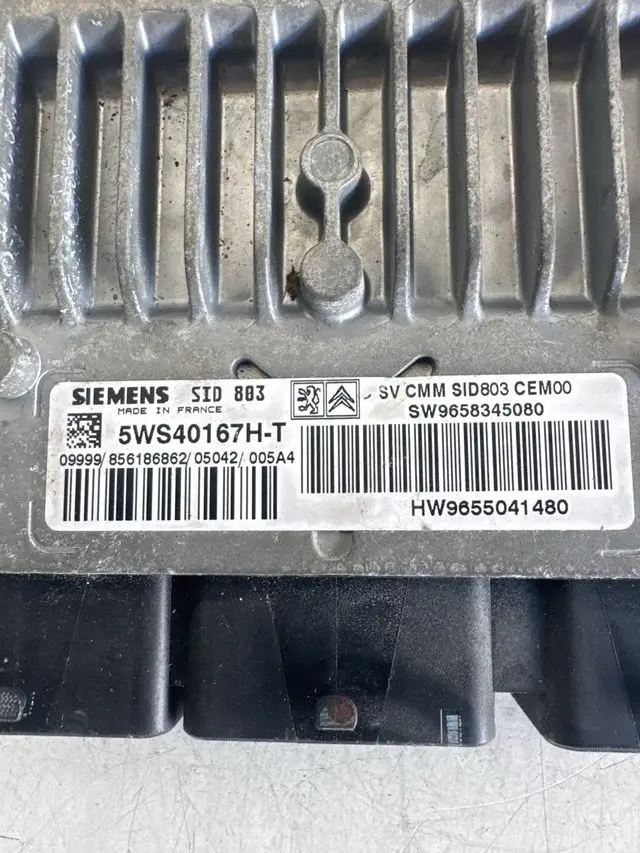 SIEMENS SID 803
MADE IN FRANCE
5WS40167H-T
09999/856186862/05042/005A4
SV CMM SID803 CEM00
SW9658345080
HW9655041480